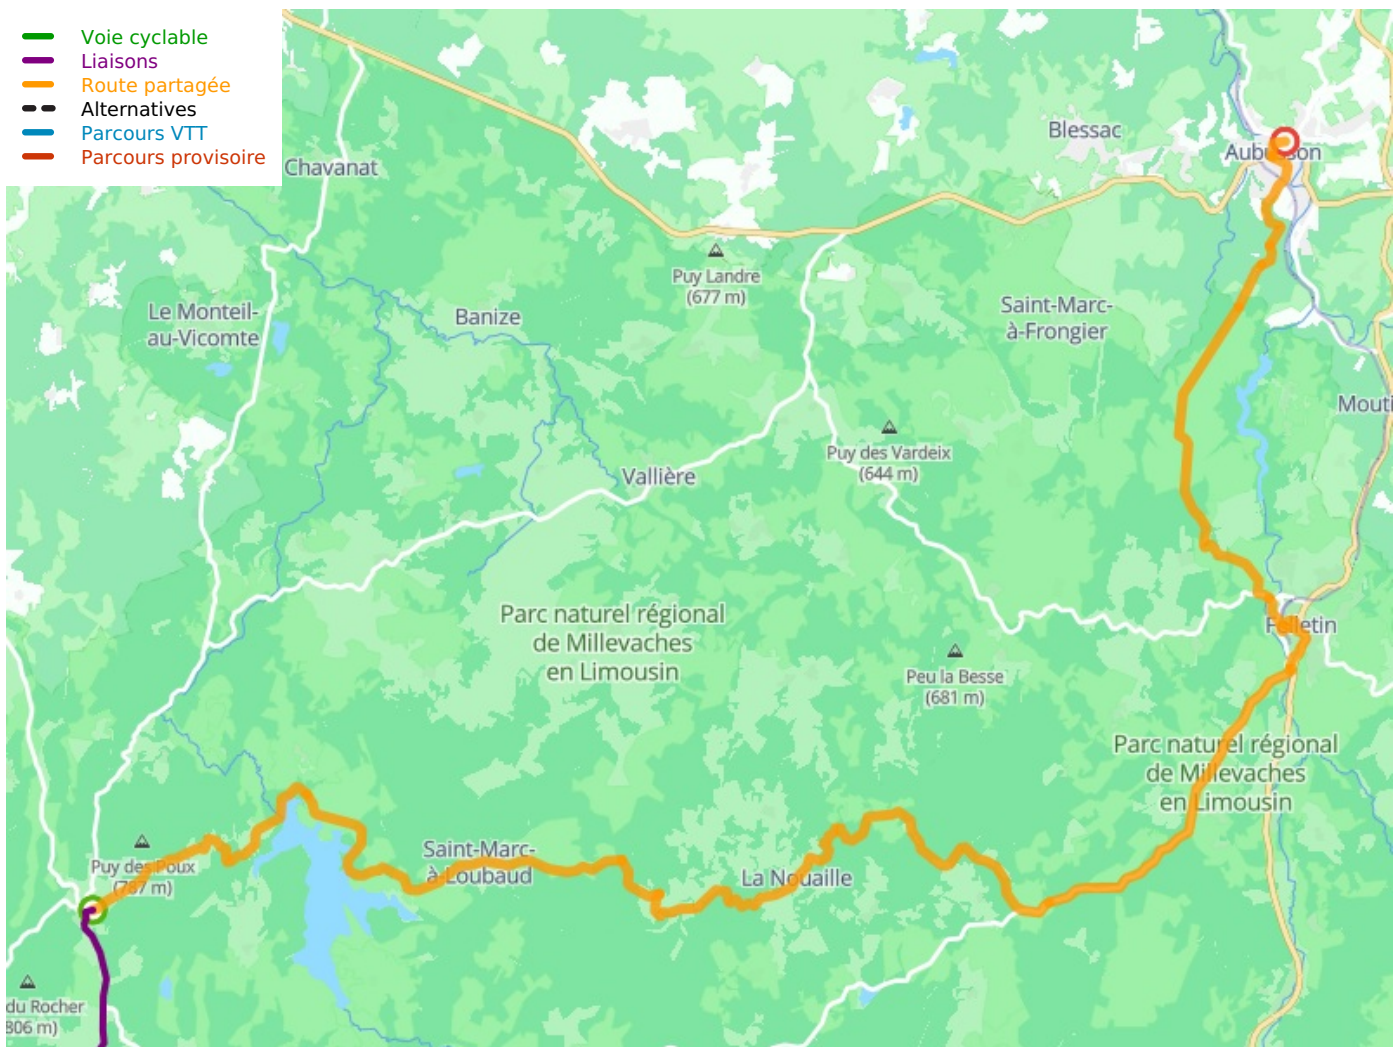 Voie cyclable
Liaisons
Route partagée
Alternatives
Parcours VTT
Parcours provisoire
Chavanat
Blessac
Aubusson
Puy Landre
(677 m)
Le Monteil-
au-Vicomte
Banize
Saint-Marc-
à-Frongier
Mouti
Puy des Vardeix
(644 m)
Vallière
Parc naturel régional
de Millevaches
en Limousin
Felletin
Peu la Besse
(681 m)
Parc naturel régional
de Millevaches
en Limousin
Puy des Poux
(787 m)
Saint-Marc-
à-Loubaud
La Nouaille
du Rocher
806 m)